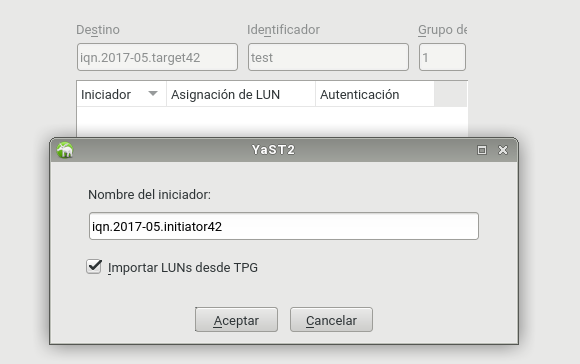 Destino Identificador Grupo de
iqn.2017-05.target42 test 1
Iniciador Asignación de LUN Autenticación
YaST2
Nombre del iniciador:
iqn.2017-05.initiator42
Importar LUNs desde TPG
Aceptar Cancelar